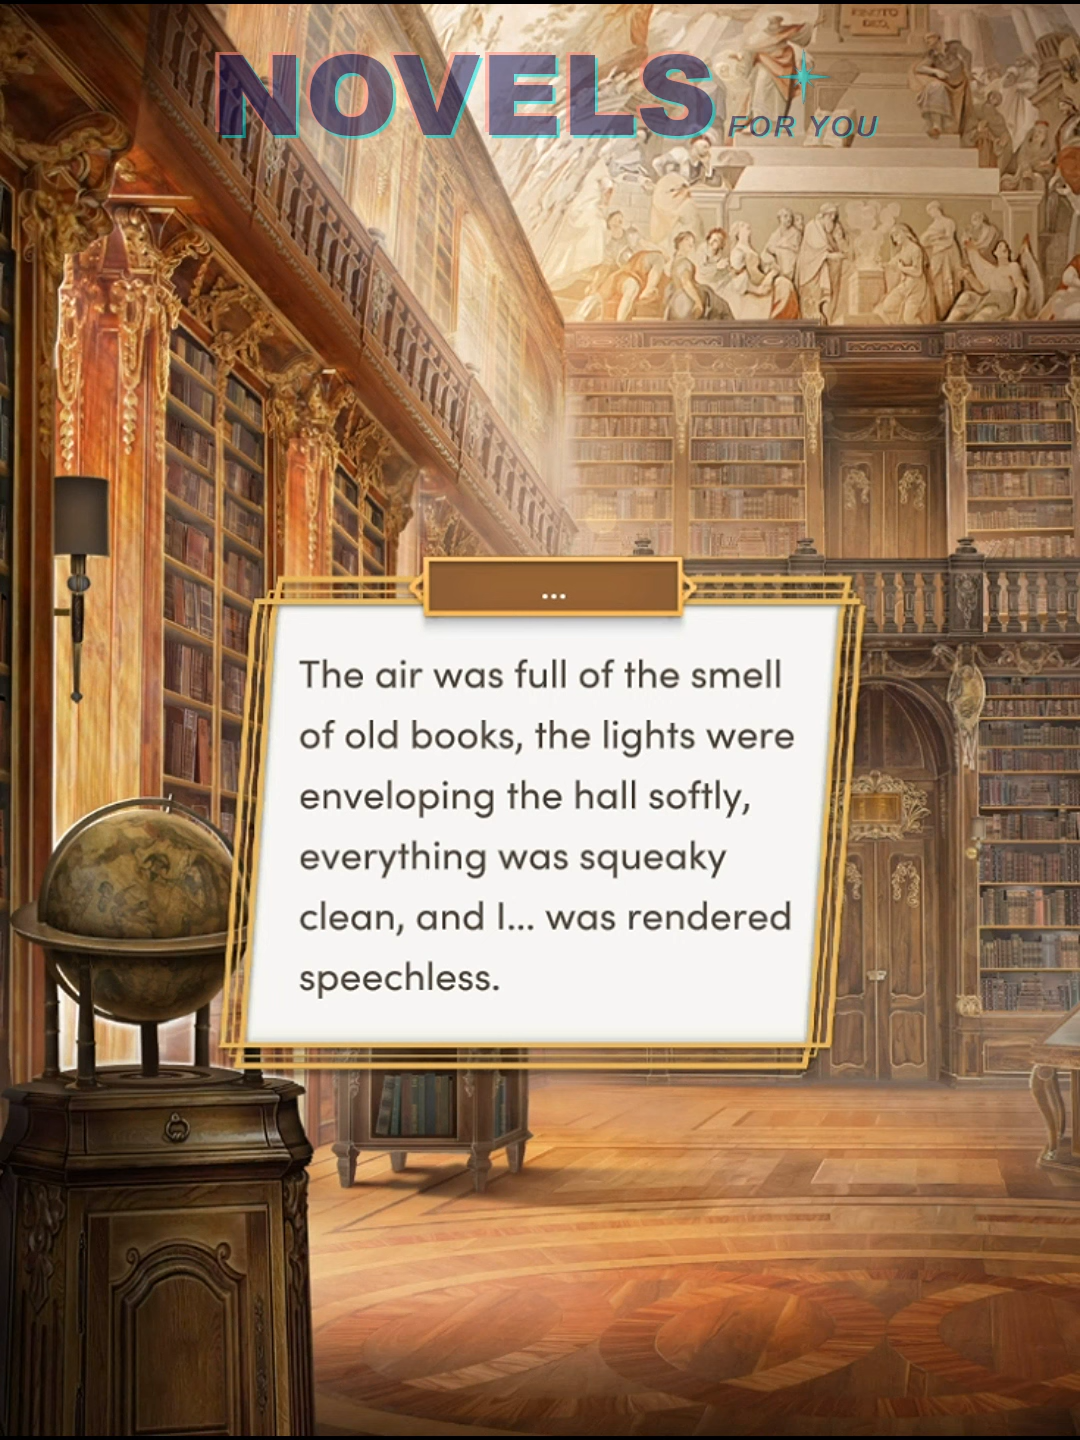 NOVELS
FOR YOU
...
The air was full of the smell
of old books, the lights were
enveloping the hall softly,
everything was squeaky
clean, and I... was rendered
speechless.